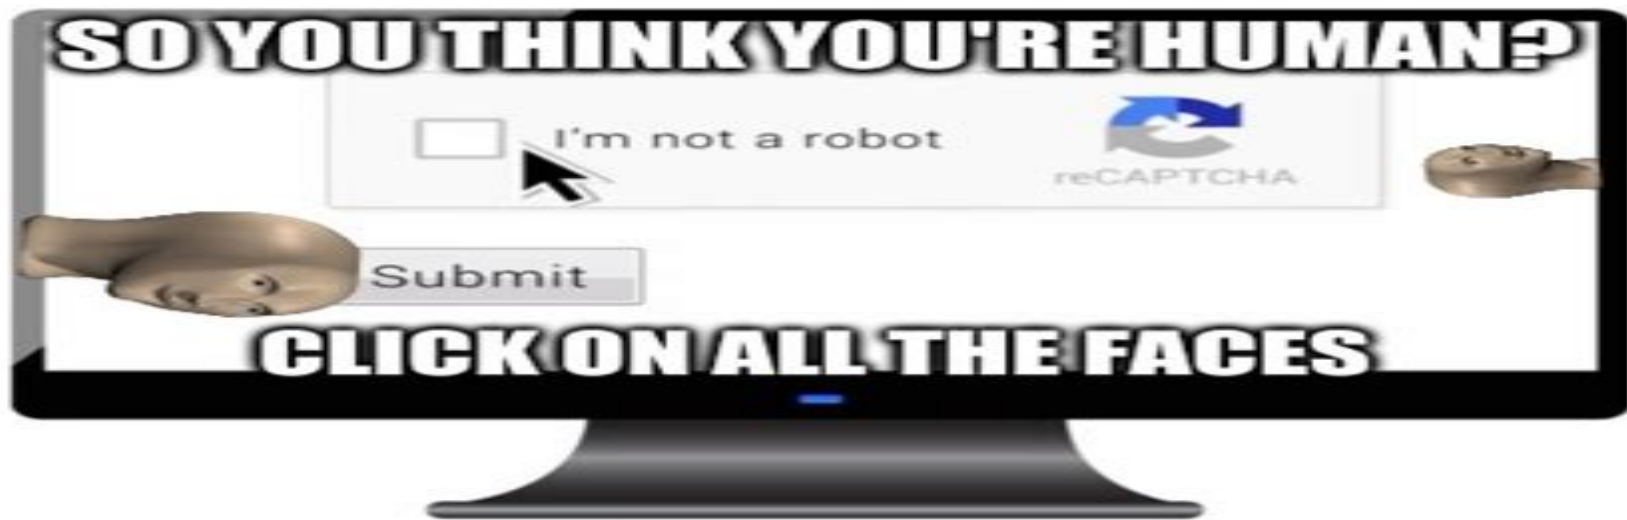 SO YOU THINK YOU'RE HUMAN?
I'm not a robot
reCAPTCHA
Submit
CLICK ON ALL THE FACES